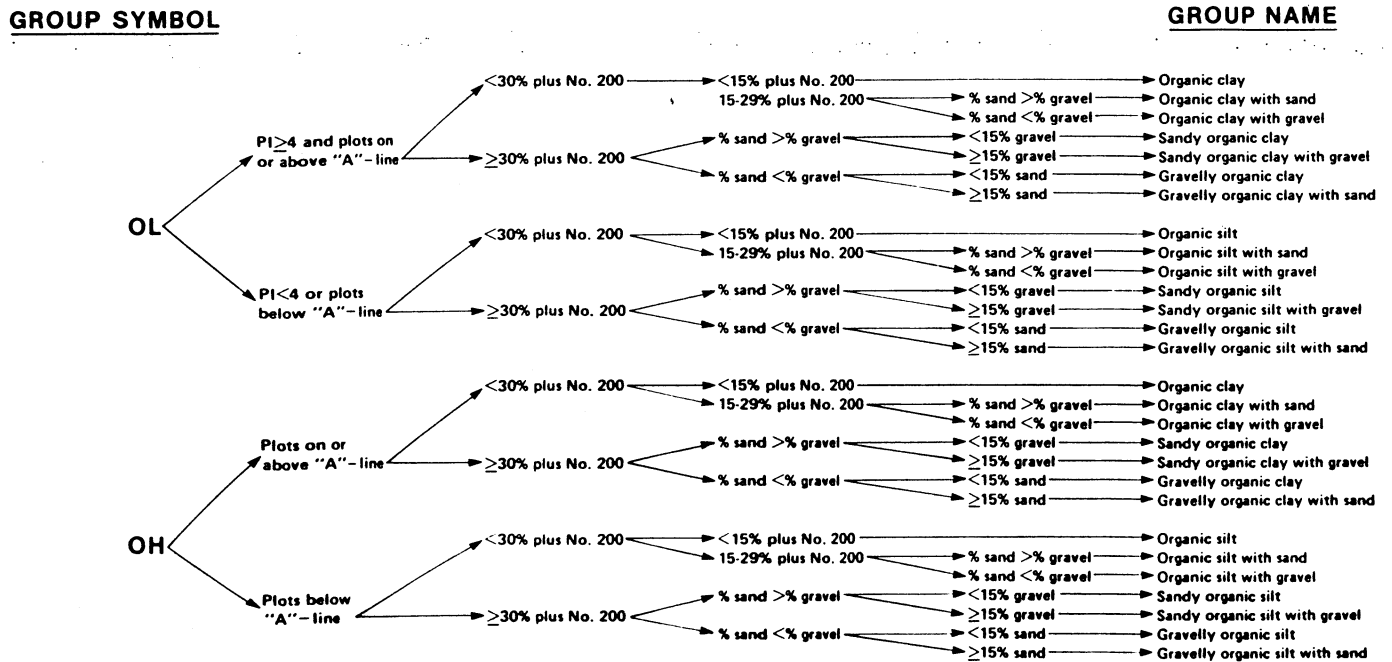 GROUP SYMBOL GROUP NAME
<30% plus No. 200 <15% plus No. 200 Organic clay
15-29% plus No. 200 % sand >% gravel Organic clay with sand
% sand <% gravel Organic clay with gravel
PI≥4 and plots on
or above "A"-line
% sand >% gravel <15% gravel Sandy organic clay
≥30% plus No. 200 ≥15% gravel Sandy organic clay with gravel
% sand <% gravel <15% sand Gravelly organic clay
≥15% sand Gravelly organic clay with sand
OL
<30% plus No. 200 <15% plus No. 200 Organic silt
15-29% plus No. 200 % sand >% gravel Organic silt with sand
% sand <% gravel Organic silt with gravel
PI<4 or plots
below "A"-line
% sand >% gravel <15% gravel Sandy organic silt
≥30% plus No. 200 ≥15% gravel Sandy organic silt with gravel
% sand <% gravel <15% sand Gravelly organic silt
≥15% sand Gravelly organic silt with sand
<30% plus No. 200 <15% plus No. 200 Organic clay
15-29% plus No. 200 % sand >% gravel Organic clay with sand
% sand <% gravel Organic clay with gravel
Plots on or
above "A"-line
% sand >% gravel <15% gravel Sandy organic clay
≥30% plus No. 200 ≥15% gravel Sandy organic clay with gravel
% sand <% gravel <15% sand Gravelly organic clay
≥15% sand Gravelly organic clay with sand
OH
<30% plus No. 200 <15% plus No. 200 Organic silt
15-29% plus No. 200 % sand >% gravel Organic silt with sand
% sand <% gravel Organic silt with gravel
Plots below
"A"-line
% sand >% gravel <15% gravel Sandy organic silt
≥30% plus No. 200 ≥15% gravel Sandy organic silt with gravel
% sand <% gravel <15% sand Gravelly organic silt
≥15% sand Gravelly organic silt with sand